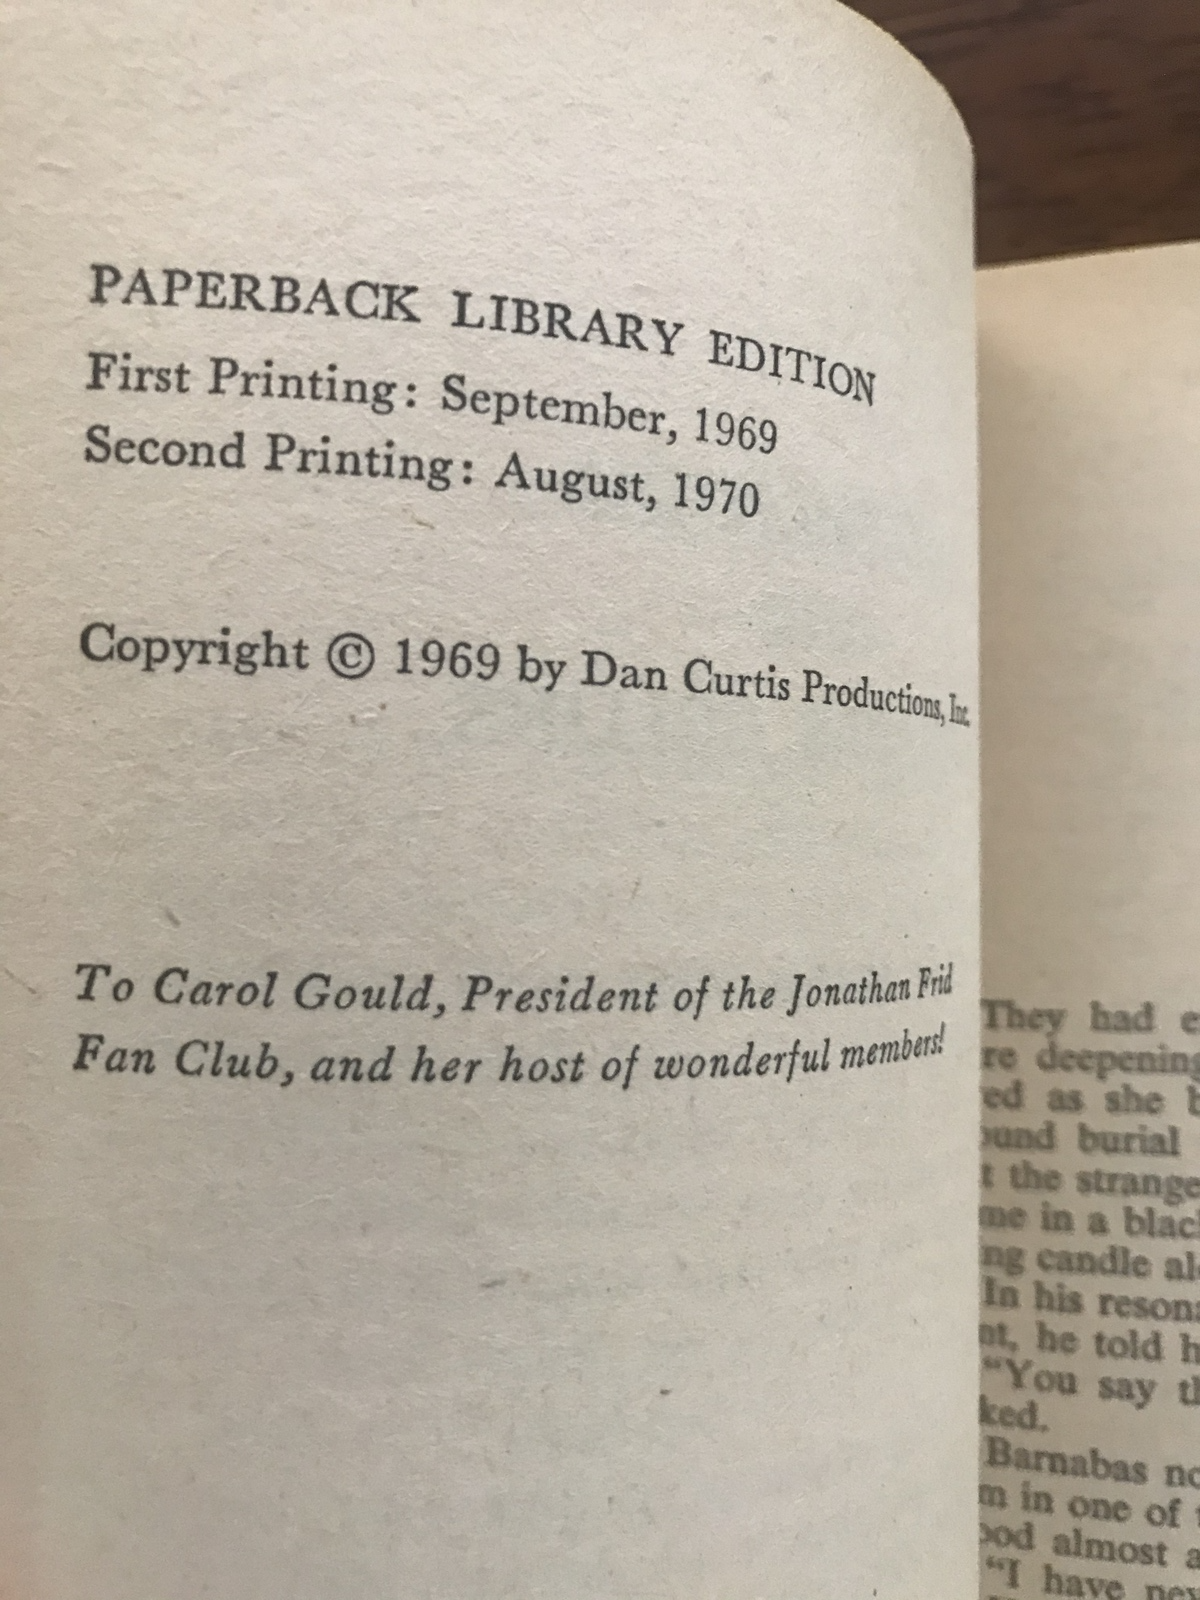 PAPERBACK LIBRARY EDITION
First Printing: September, 1969
Second Printing: August, 1970
Copyright © 1969 by Dan Curtis Productions, Inc.
To Carol Gould, President of the Jonathan Frid
Fan Club, and her host of wonderful members!
They had
deepening
as she
burial
the strange
in a
candle
In his
he told
"You say
Barnabas
in one of
almost
"I have